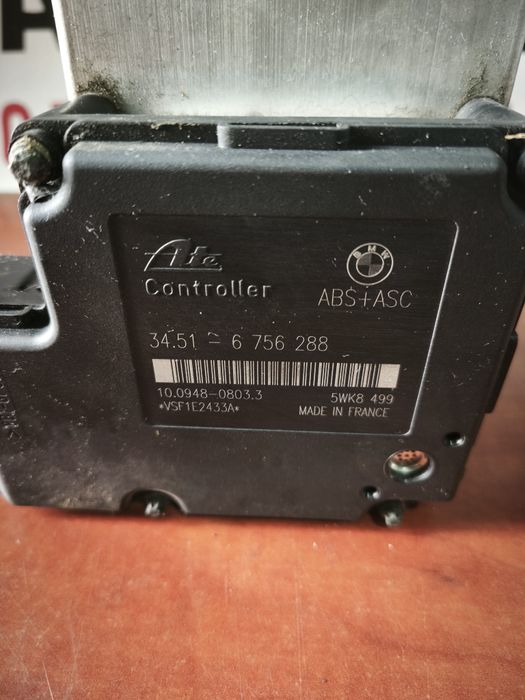 Ate
BMW
Controller
ABS+ASC
34.51 - 6 756 288
10.0948-0803.3
5WK8 499
*VSF1E2433A*
MADE IN FRANCE